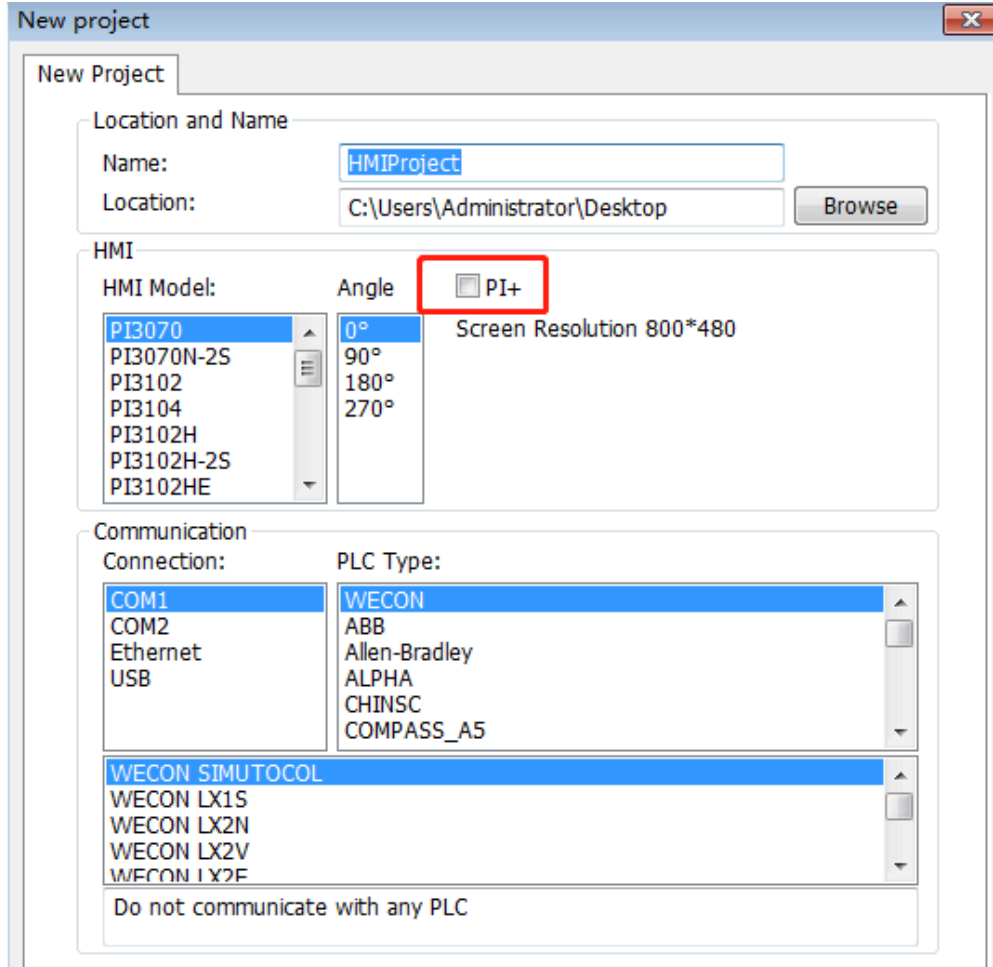 New project
New Project
Location and Name
Name:
HMIProject
Location:
C:\Users\Administrator\Desktop
Browse
HMI
HMI Model:
Angle
PI+
PI3070
PI3070N-2S
PI3102
PI3104
PI3102H
PI3102H-2S
PI3102HE
0°
90°
180°
270°
Screen Resolution 800*480
Communication
Connection:
PLC Type:
COM1
COM2
Ethernet
USB
WECON
ABB
Allen-Bradley
ALPHA
CHINSC
COMPASS_A5
WECON SIMUTOCOL
WECON LX1S
WECON LX2N
WECON LX2V
WECON LX2E
Do not communicate with any PLC